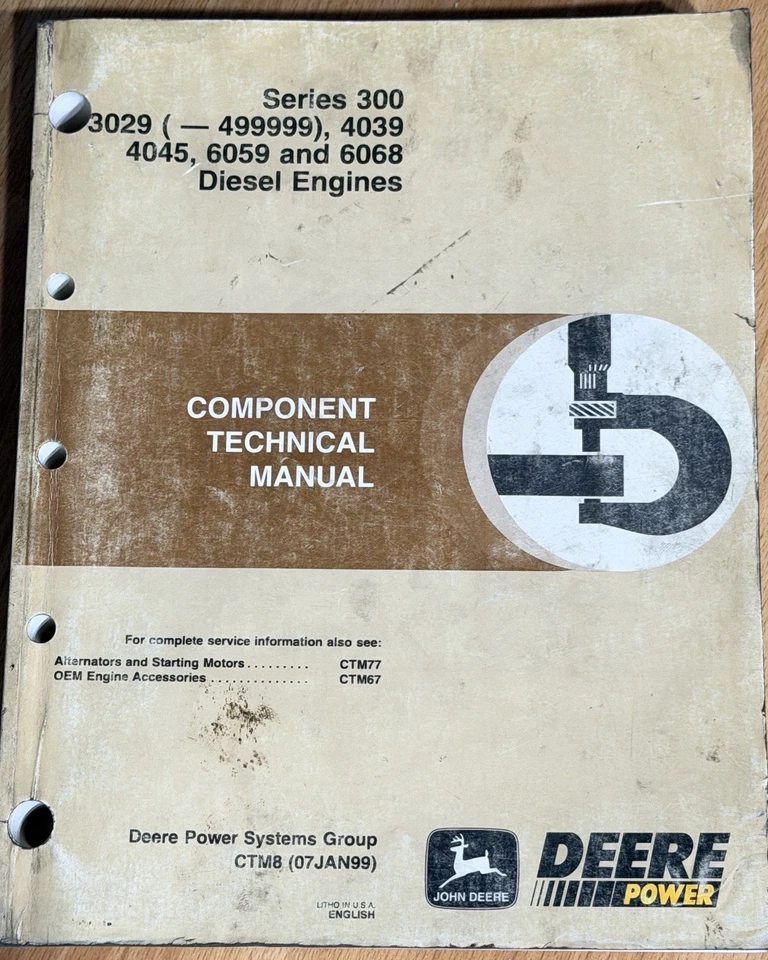 Series 300
3029 ( — 499999), 4039
4045, 6059 and 6068
Diesel Engines
COMPONENT
TECHNICAL
MANUAL
For complete service information also see:
Alternators and Starting Motors ......... CTM77
OEM Engine Accessories .............. CTM67
Deere Power Systems Group
CTM8 (07JAN99)
LITHO IN U.S.A.
ENGLISH
JOHN DEERE
DEERE
POWER